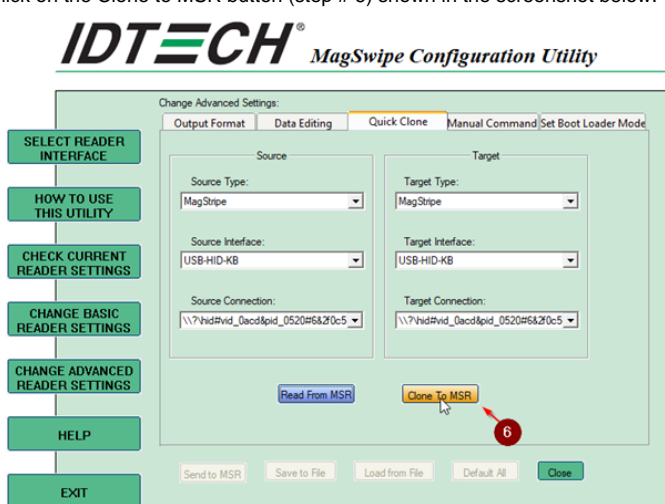 click on the Clone to MSR button (step # 6) shown in the screenshot below:
IDTECH® MagSwipe Configuration Utility
Change Advanced Settings:
Output Format Data Editing Quick Clone Manual Command Set Boot Loader Mode
SELECT READER
INTERFACE
HOW TO USE
THIS UTILITY
CHECK CURRENT
READER SETTINGS
CHANGE BASIC
READER SETTINGS
CHANGE ADVANCED
READER SETTINGS
HELP
EXIT
Source
Source Type:
MagStripe
Source Interface:
USB-HID-KB
Source Connection:
\\?\hid#vid_0acd&pid_0520#6&2f0c5
Target
Target Type:
MagStripe
Target Interface:
USB-HID-KB
Target Connection:
\\?\hid#vid_0acd&pid_0520#6&2f0c5
Read From MSR Clone To MSR
6
Send to MSR Save to File Load from File Default All Close